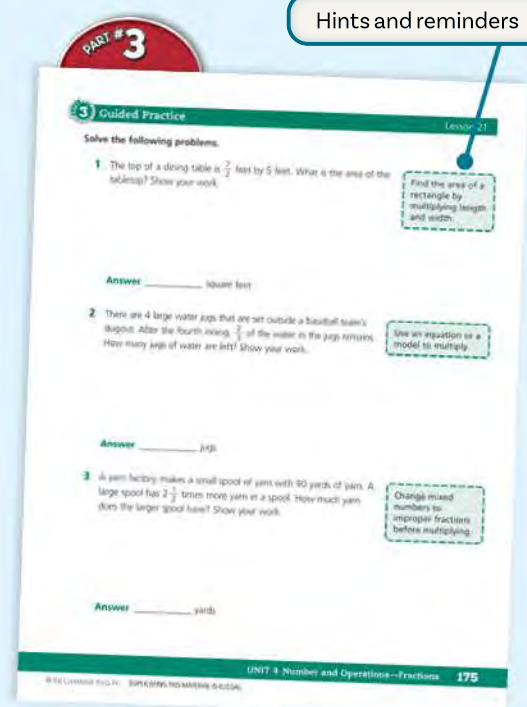 Hints and reminders
PART #3
3 Guided Practice
Lesson 21
Solve the following problems.
1 The top of a dining table is 7/2 feet by 5 feet. What is the area of the
tabletop? Show your work.
Find the area of a
rectangle by
multiplying length
and width.
Answer square feet
2 There are 4 large water jugs that are set outside a baseball team's
dugout. After the fourth inning, of the water in the jugs remains.
How many jugs of water are left? Show your work.
Use an equation or a
model to multiply.
Answer jugs
3 A yarn factory makes a small spool of yarn with 90 yards of yarn. A
large spool has 2 1/2 times more yarn in a spool. How much yarn
does the larger spool have? Show your work.
Change mixed
numbers to
improper fractions
before multiplying.
Answer yards
UNIT 4 Number and Operations—Fractions 175
DUPLICATING THIS MATERIAL IS ILLEGAL.